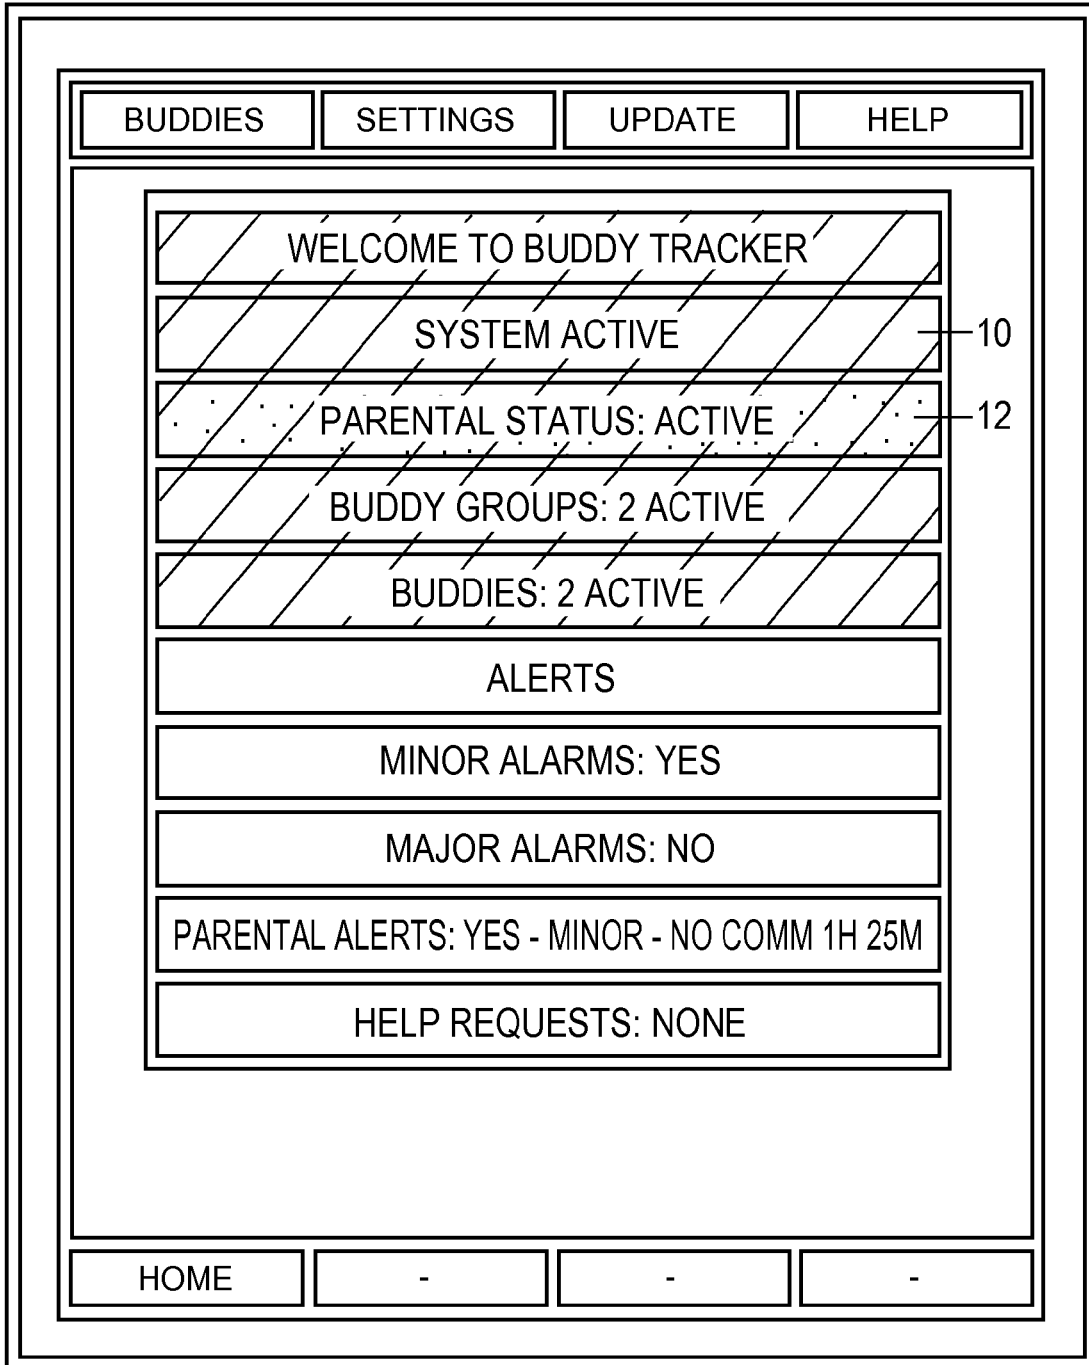 BUDDIES SETTINGS UPDATE HELP
WELCOME TO BUDDY TRACKER
SYSTEM ACTIVE 10
PARENTAL STATUS: ACTIVE 12
BUDDY GROUPS: 2 ACTIVE
BUDDIES: 2 ACTIVE
ALERTS
MINOR ALARMS: YES
MAJOR ALARMS: NO
PARENTAL ALERTS: YES - MINOR - NO COMM 1H 25M
HELP REQUESTS: NONE
HOME - - -